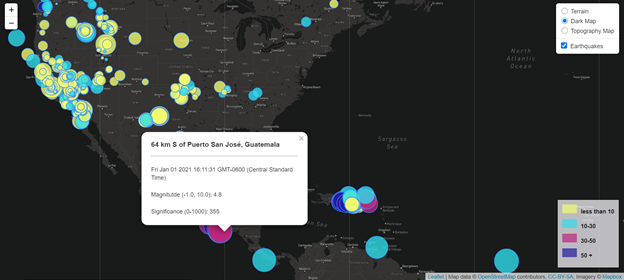 +
−
Terrain
Dark Map
Topography Map
Earthquakes
North
Atlantic
Ocean
Sargasso
Sea
64 km S of Puerto San José, Guatemala
×
Fri Jan 01 2021 16:11:31 GMT-0600 (Central Standard
Time)
Magnitutde (-1.0, 10.0): 4.8
Significance (0-1000): 355
n Sea
less than 10
10-30
30-50
50 +
Leaflet | Map data © OpenStreetMap contributors, CC-BY-SA, Imagery © Mapbox